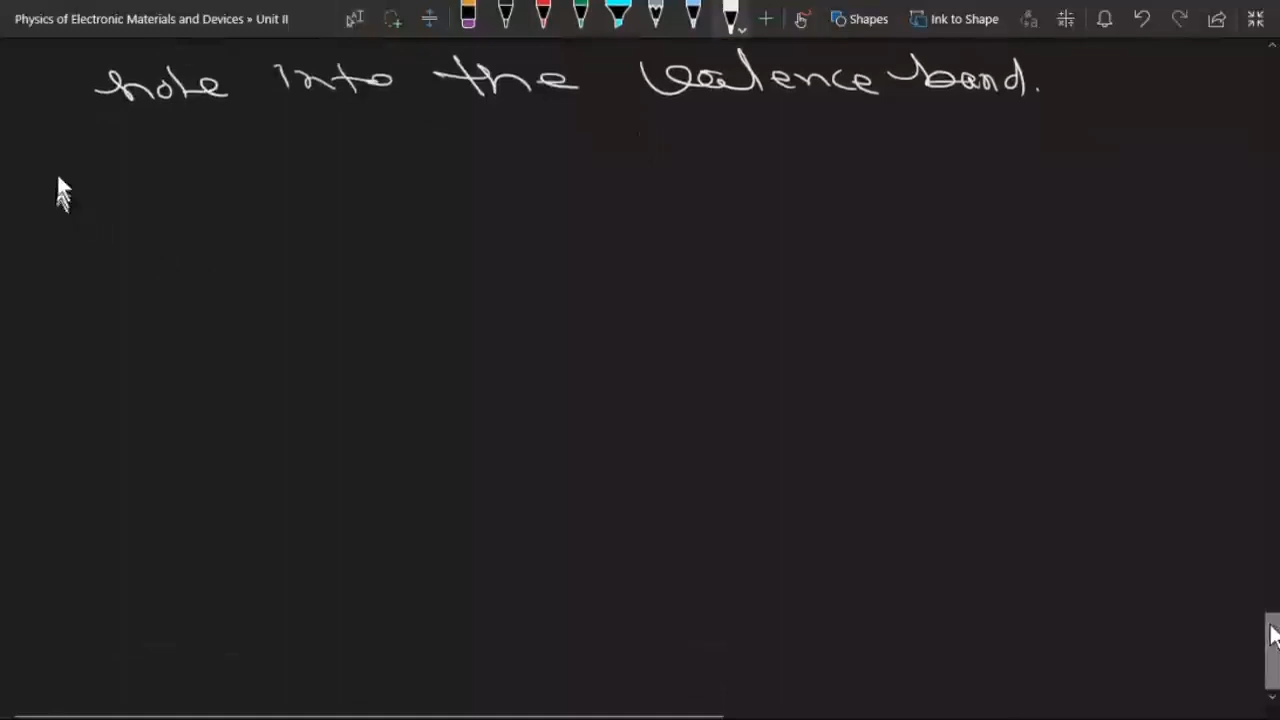 Physics of Electronic Materials and Devices » Unit II
Shapes
Ink to Shape
hole into the valence band.